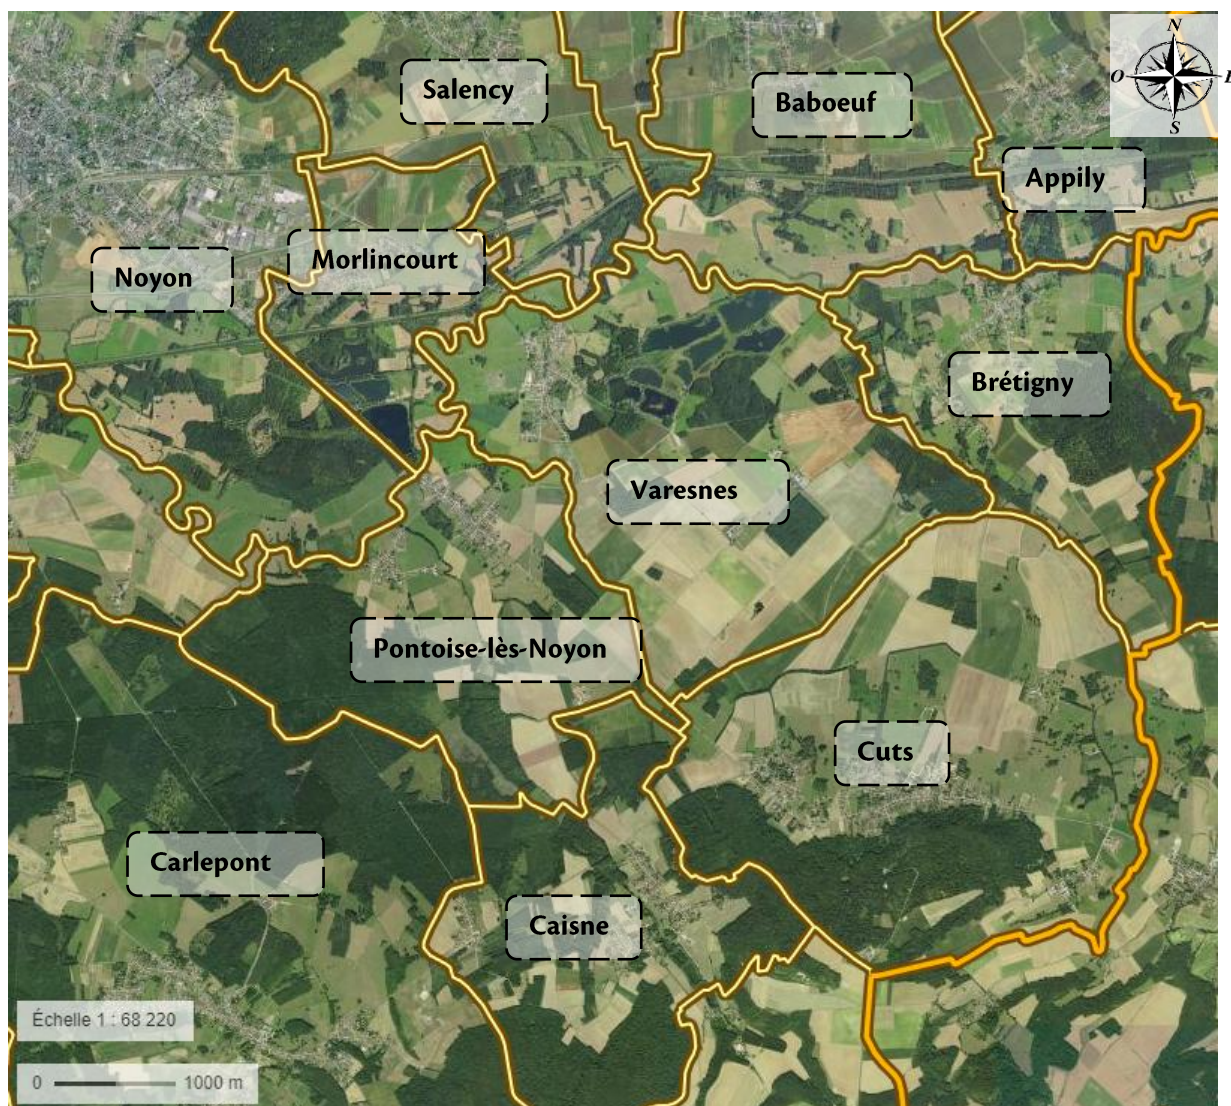 N
O
E
S
Salency
Baboeuf
Appily
Morlincourt
Noyon
Brétigny
Varesnes
Pontoise-lès-Noyon
Cuts
Carlepont
Caisne
Échelle 1 : 68 220
0 1000 m